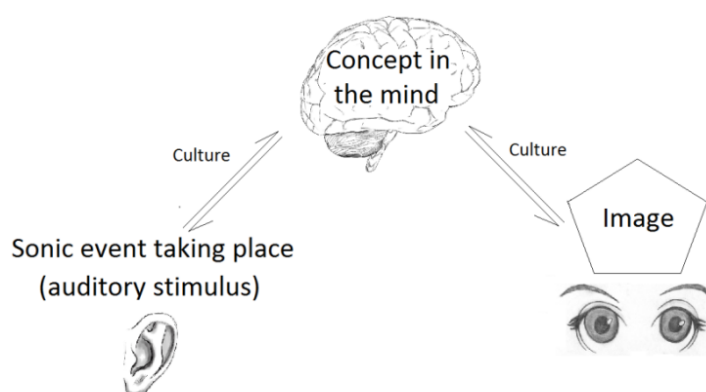 Concept in
the mind
Culture
Culture
Image
Sonic event taking place
(auditory stimulus)